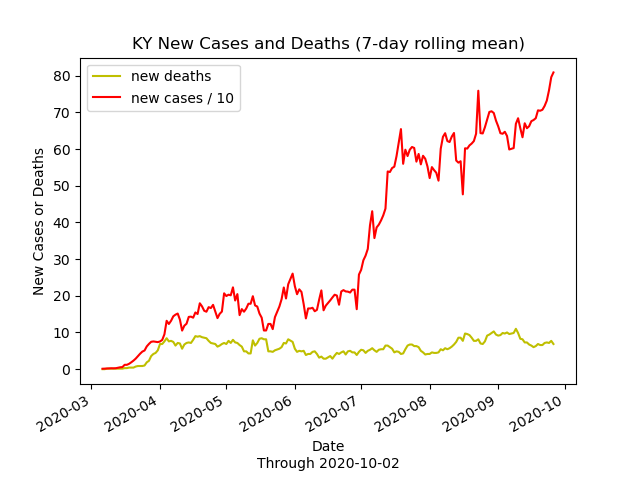 KY New Cases and Deaths (7-day rolling mean)
new deaths
new cases / 10
80
70
60
50
40
30
20
10
0
New Cases or Deaths
2020-03
2020-04
2020-05
2020-06
2020-07
2020-08
2020-09
2020-10
Date
Through 2020-10-02